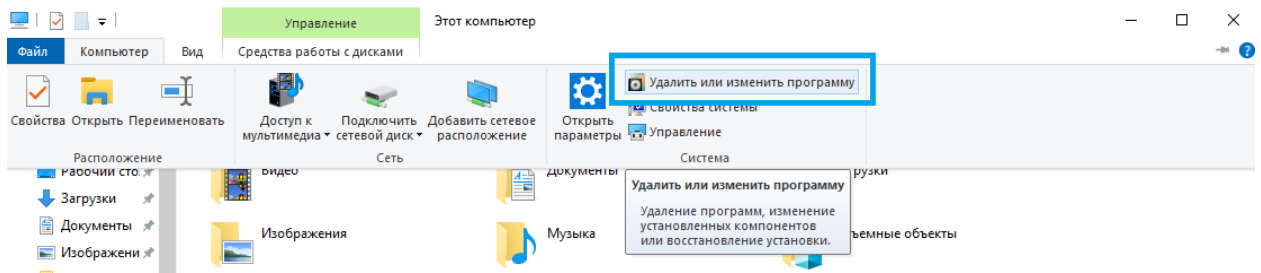 Управление
Этот компьютер
Файл
Компьютер
Вид
Средства работы с дисками
Свойства
Открыть
Переименовать
Доступ к
мультимедиа
Подключить
сетевой диск
Добавить сетевое
расположение
Открыть
параметры
Удалить или изменить программу
Свойства системы
Управление
Расположение
Сеть
Система
Рабочий сто.
Загрузки
Документы
Изображени
Видео
Документы
рузки
Изображения
Музыка
ъемные объекты
Удалить или изменить программу
Удаление программ, изменение
установленных компонентов
или восстановление установки.